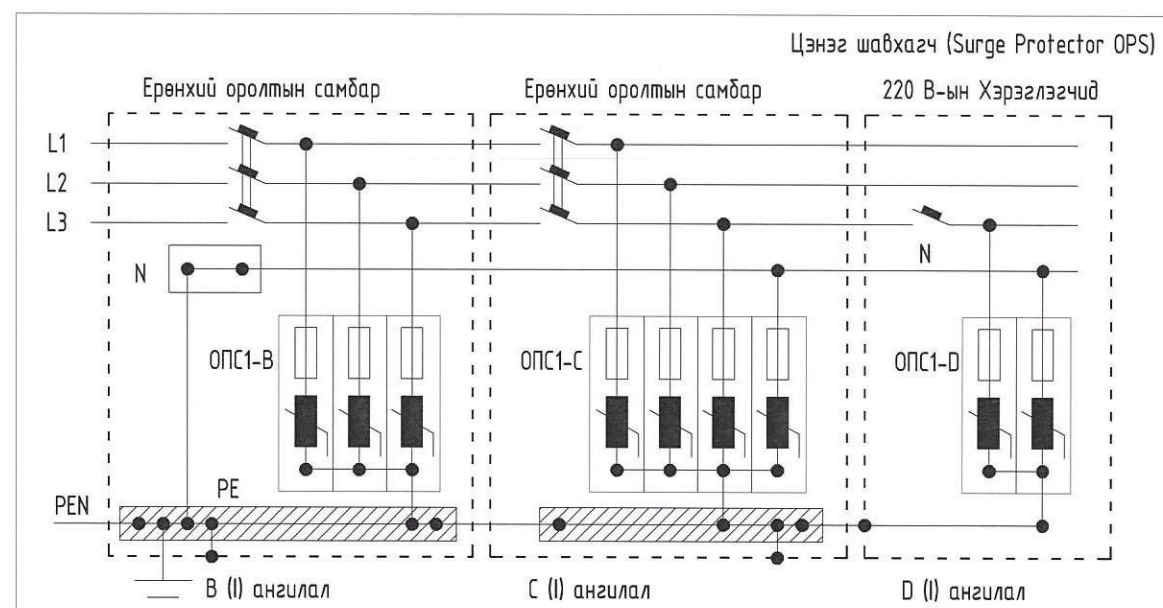 Цэнэг шавхагч (Surge Protector OPS)
Ерөнхий оролтын самбар
Ерөнхий оролтын самбар
220 В-ын Хэрэглэгчид
L1
L2
L3
N
N
ОПС1-В
ОПС1-С
ОПС1-D
PEN
PE
B (I) ангилал
C (I) ангилал
D (I) ангилал